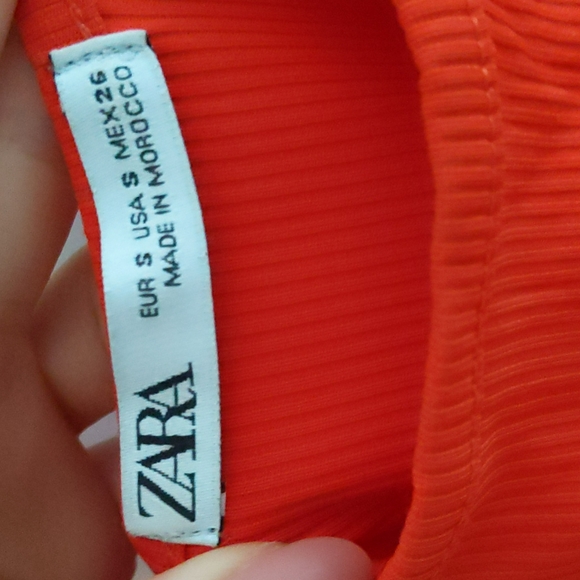 ZARA
EUR S USA S MEX 26
MADE IN MOROCCO